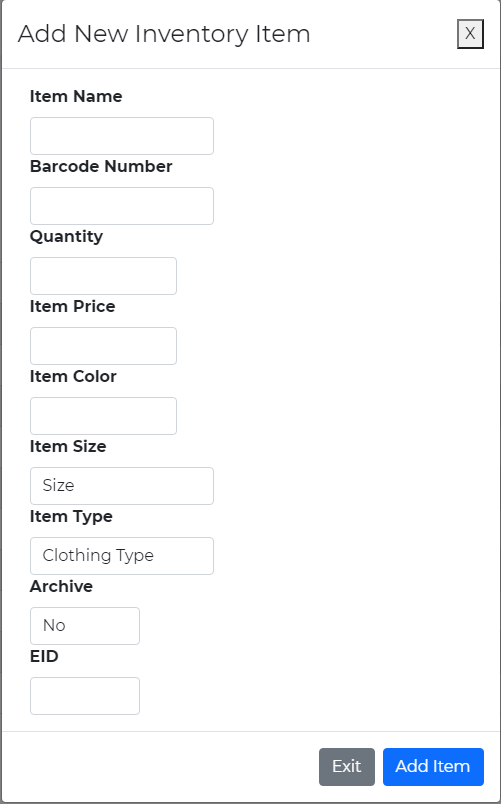 Add New Inventory Item X
Item Name
Barcode Number
Quantity
Item Price
Item Color
Item Size
Size
Item Type
Clothing Type
Archive
No
EID
Exit Add Item